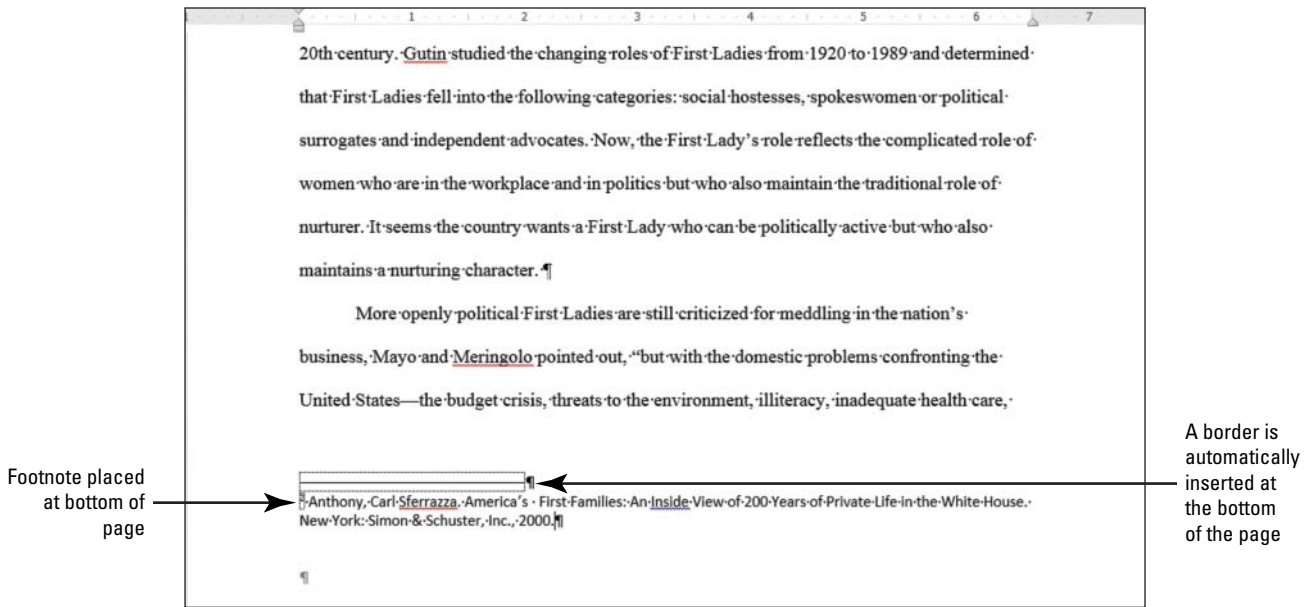 1 2 3 4 5 6 7
20th century. Gutin studied the changing roles of First Ladies from 1920 to 1989 and determined
that First Ladies fell into the following categories: social hostesses, spokeswomen or political
surrogates and independent advocates. Now, the First Lady's role reflects the complicated role of
women who are in the workplace and in politics but who also maintain the traditional role of
nurturer. It seems the country wants a First Lady who can be politically active but who also
maintains a nurturing character. ¶
More openly political First Ladies are still criticized for meddling in the nation's
business, Mayo and Meringolo pointed out, “but with the domestic problems confronting the
United States—the budget crisis, threats to the environment, illiteracy, inadequate health care,
¶
Anthony, Carl Sferrazza. America's First Families: An Inside View of 200 Years of Private Life in the White House.
New York: Simon & Schuster, Inc., 2000.¶
¶
Footnote placed
at bottom of
page
A border is
automatically
inserted at
the bottom
of the page